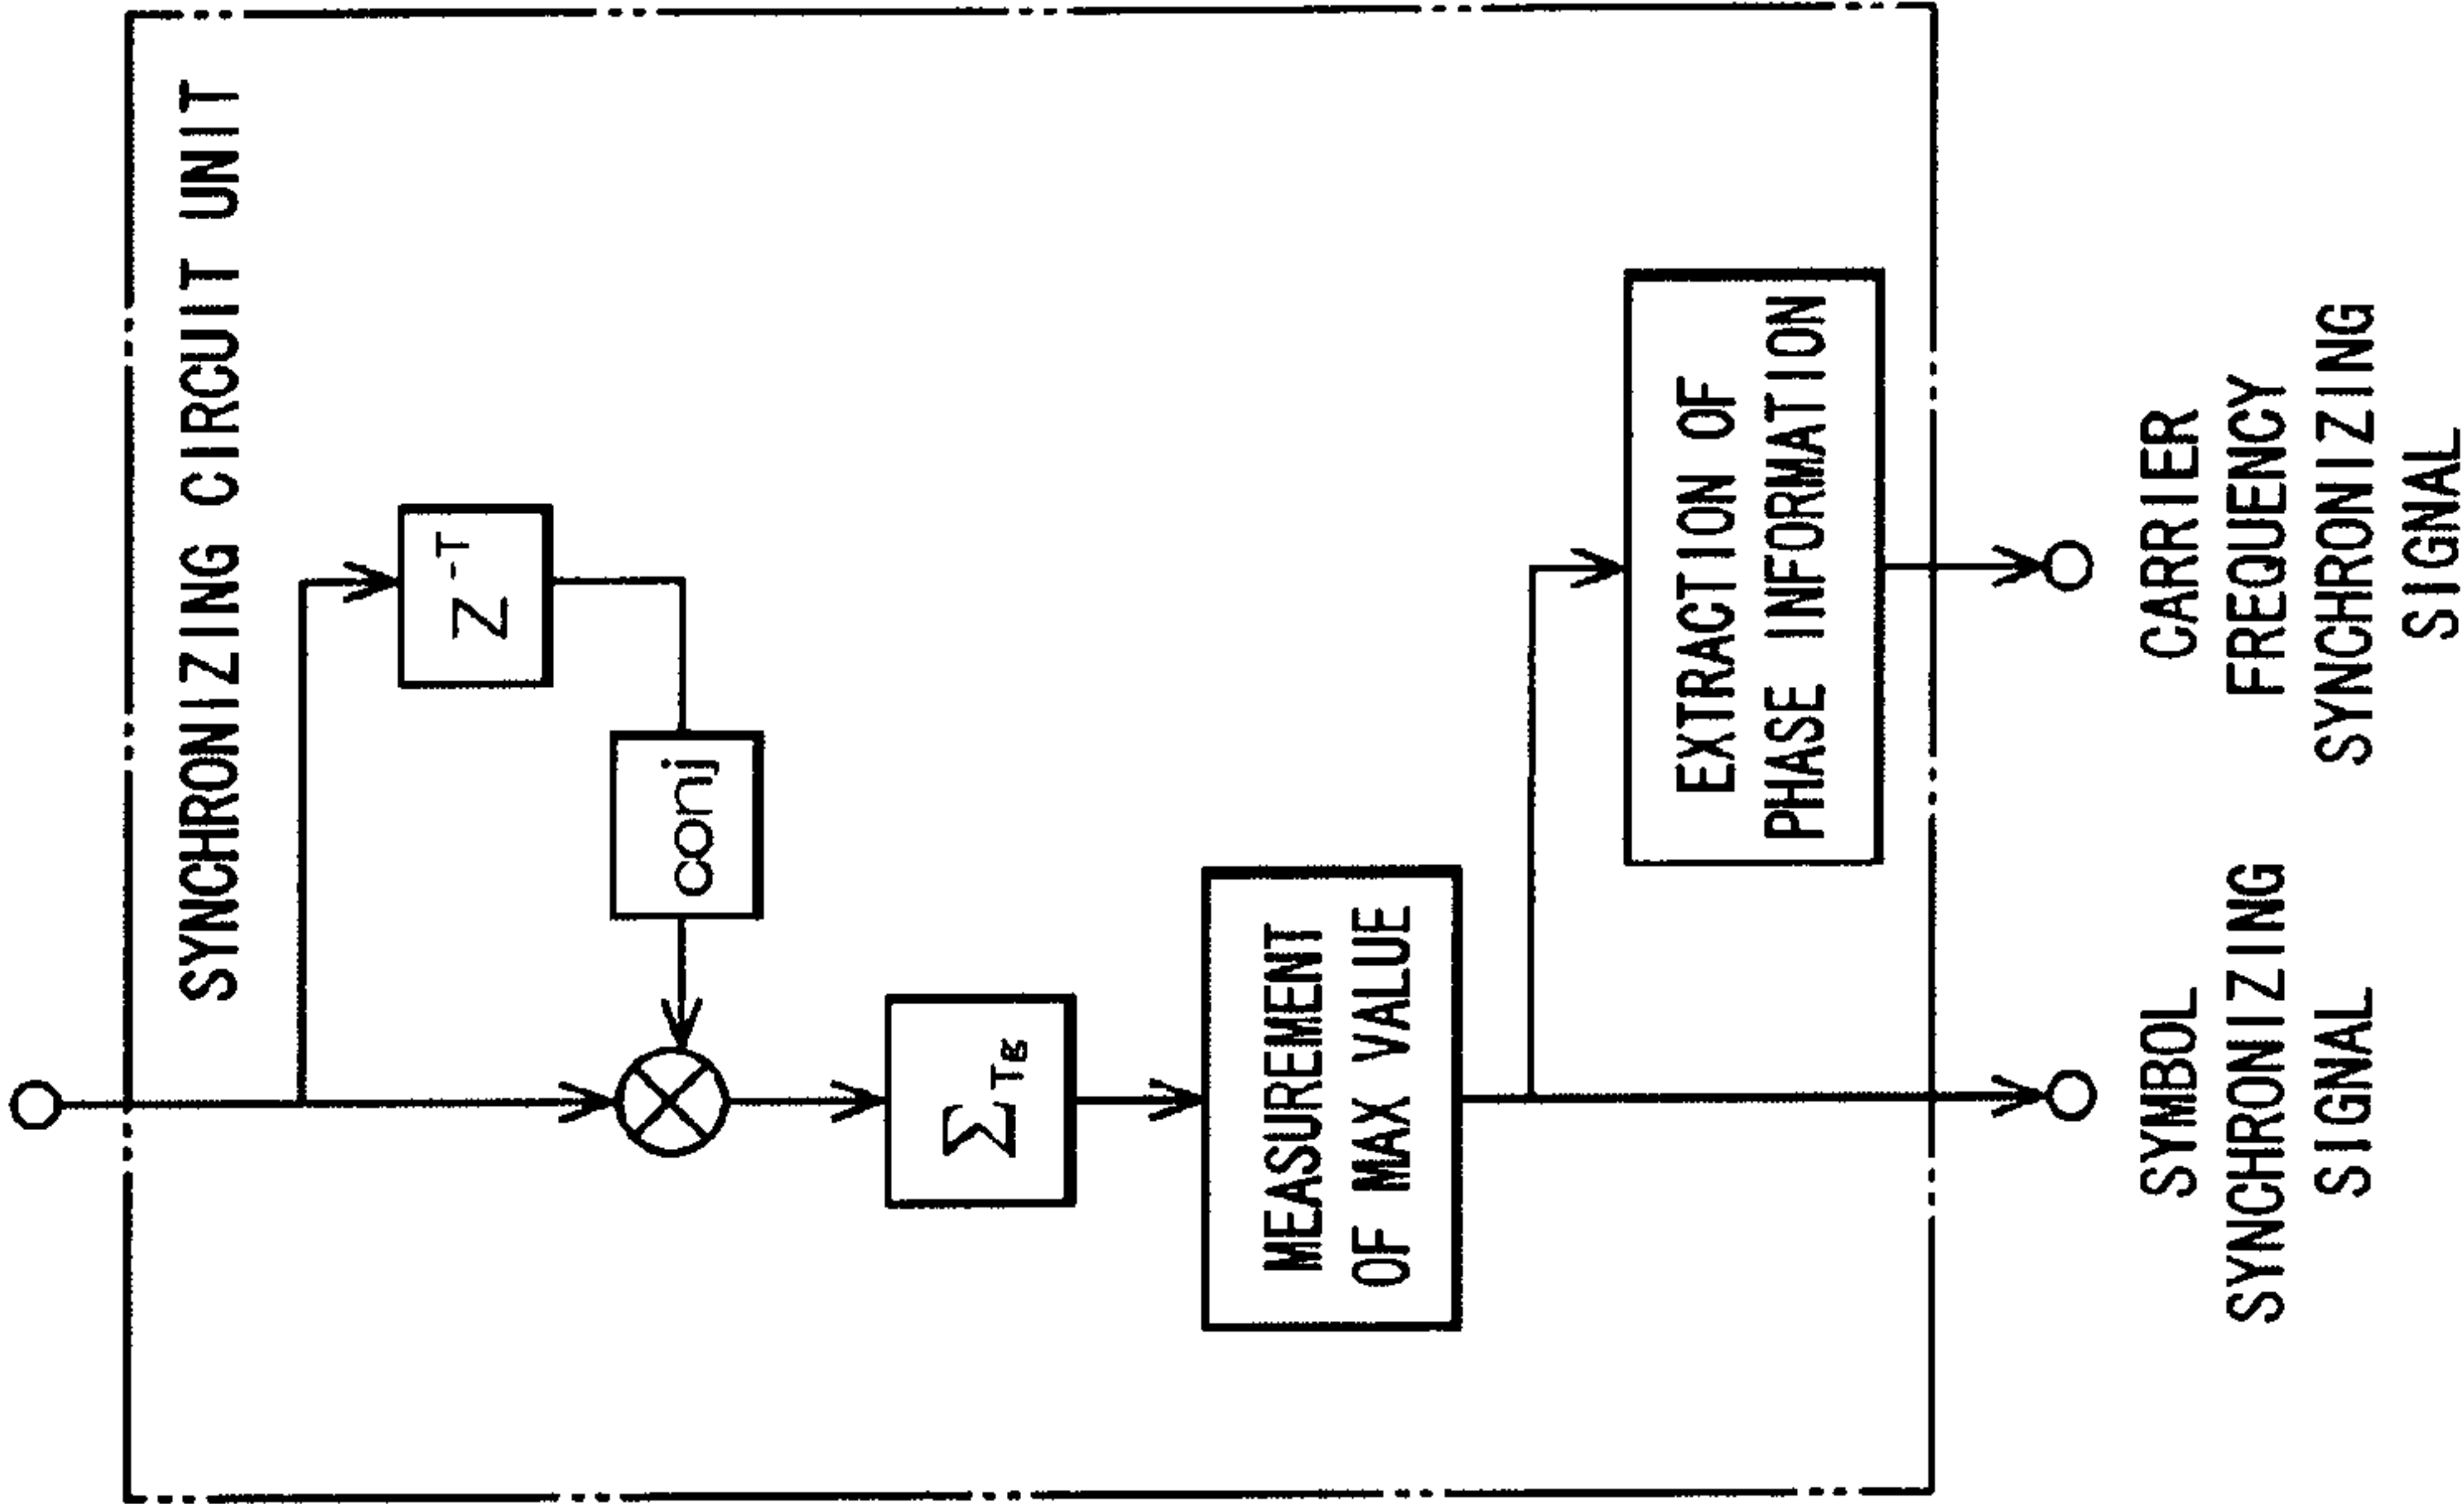 SYNCHRONIZING CIRCUIT UNIT
Z⁻ᵀ
conj
Σ
MEASUREMENT
OF MAX VALUE
EXTRACTION OF
PHASE INFORMATION
SYMBOL
SYNCHRONIZING
SIGNAL
CARRIER
FREQUENCY
SYNCHRONIZING
SIGNAL